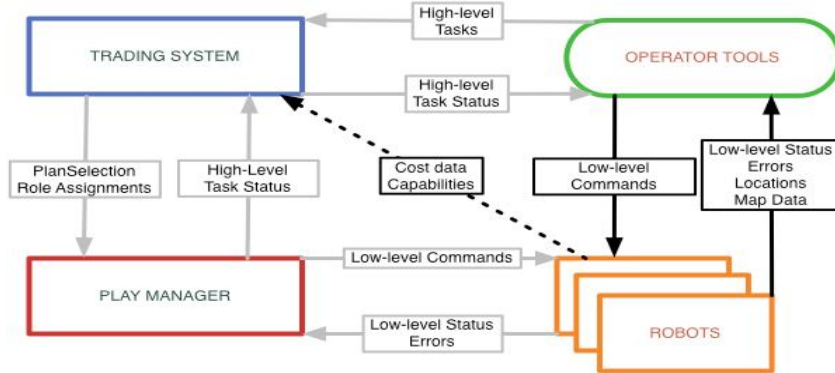 High-level
Tasks
TRADING SYSTEM
OPERATOR TOOLS
High-level
Task Status
PlanSelection
Role Assignments
High-Level
Task Status
Cost data
Capabilities
Low-level
Commands
Low-level Status
Errors
Locations
Map Data
Low-level Commands
PLAY MANAGER
Low-level Status
Errors
ROBOTS